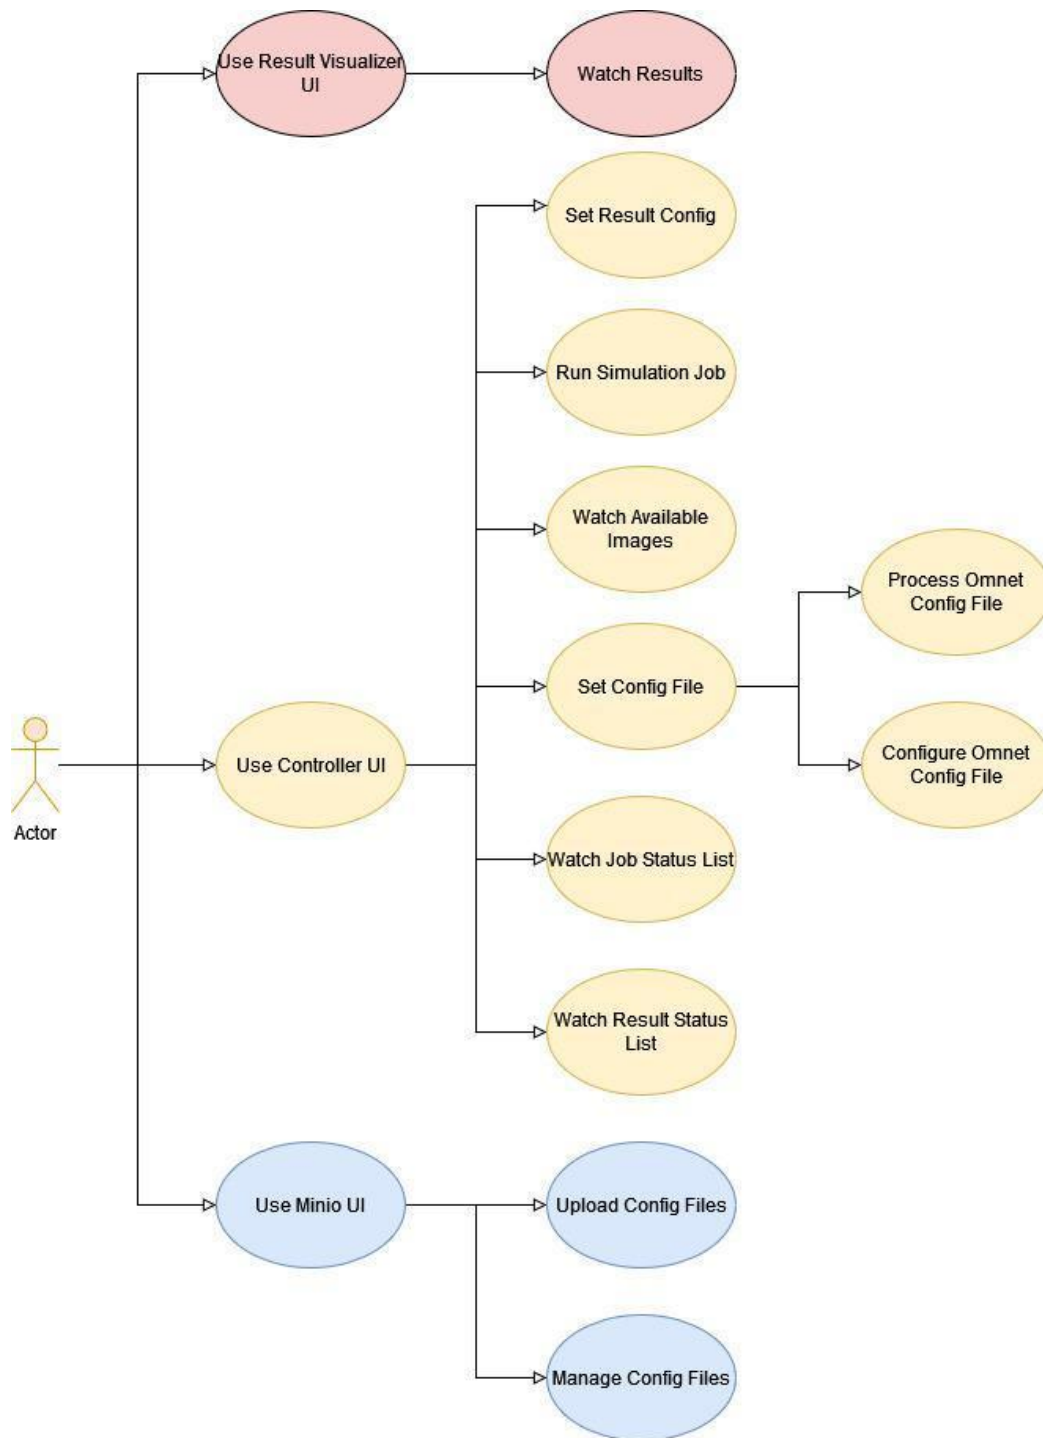 Use Result Visualizer
UI
Watch Results
Set Result Config
Run Simulation Job
Watch Available
Images
Process Omnet
Config File
Set Config File
Actor
Use Controller UI
Configure Omnet
Config File
Watch Job Status List
Watch Result Status
List
Use Minio UI
Upload Config Files
Manage Config Files